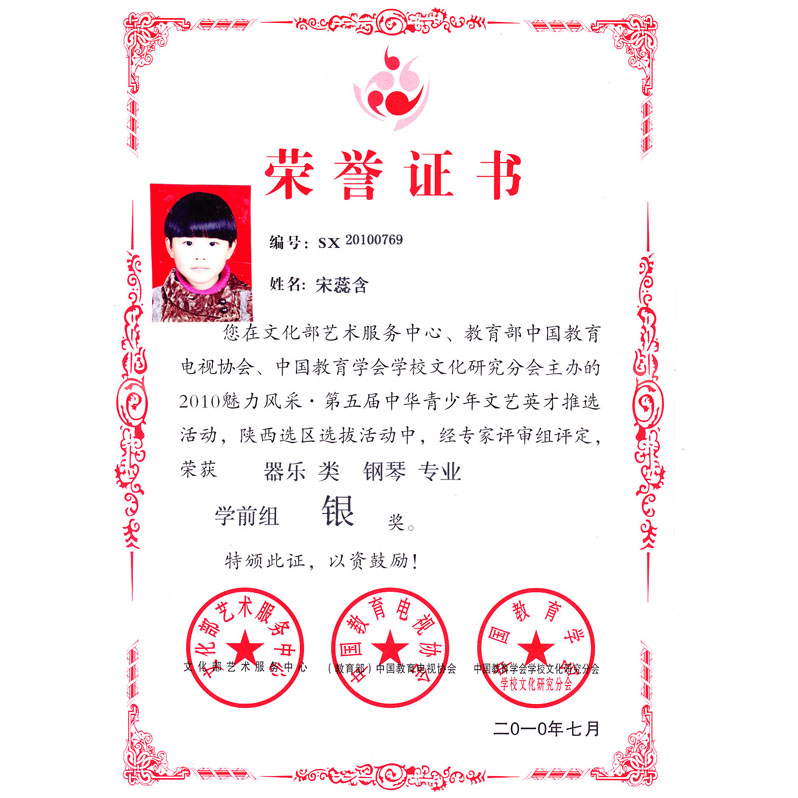 荣誉证书
编号：SX 20100769
姓名：宋蕊含
您在文化部艺术服务中心、教育部中国教育
电视协会、中国教育学会学校文化研究分会主办的
2010魅力风采·第五届中华青少年文艺英才推选
活动，陕西选区选拔活动中，经专家评审组评定，
荣获 器乐 类 钢琴 专业
学前组 银 奖。
特颁此证，以资鼓励！
文化部艺术服务中心
中国教育电视协会
中国教育学会
文化部艺术服务中心 （教育部）中国教育电视协会 中国教育学会学校文化研究分会
学校文化研究分会
二〇一〇年七月